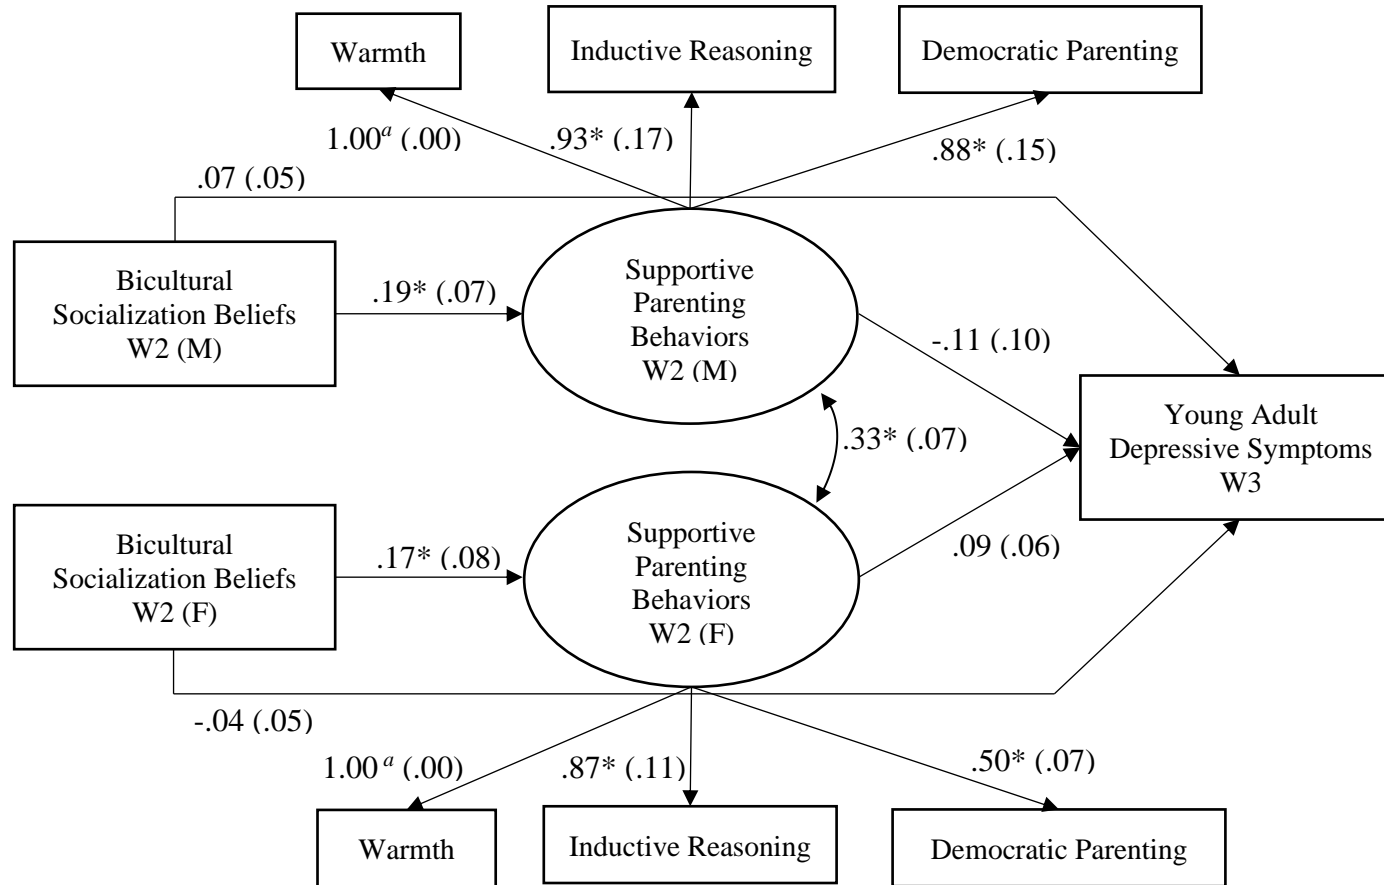 Warmth
Inductive Reasoning
Democratic Parenting
1.00ᵃ (.00)
.93* (.17)
.88* (.15)
.07 (.05)
Bicultural
Socialization Beliefs
W2 (M)
.19* (.07)
Supportive
Parenting
Behaviors
W2 (M)
-.11 (.10)
.33* (.07)
Young Adult
Depressive Symptoms
W3
Bicultural
Socialization Beliefs
W2 (F)
.17* (.08)
Supportive
Parenting
Behaviors
W2 (F)
.09 (.06)
-.04 (.05)
1.00 ᵃ (.00)
.87* (.11)
.50* (.07)
Warmth
Inductive Reasoning
Democratic Parenting